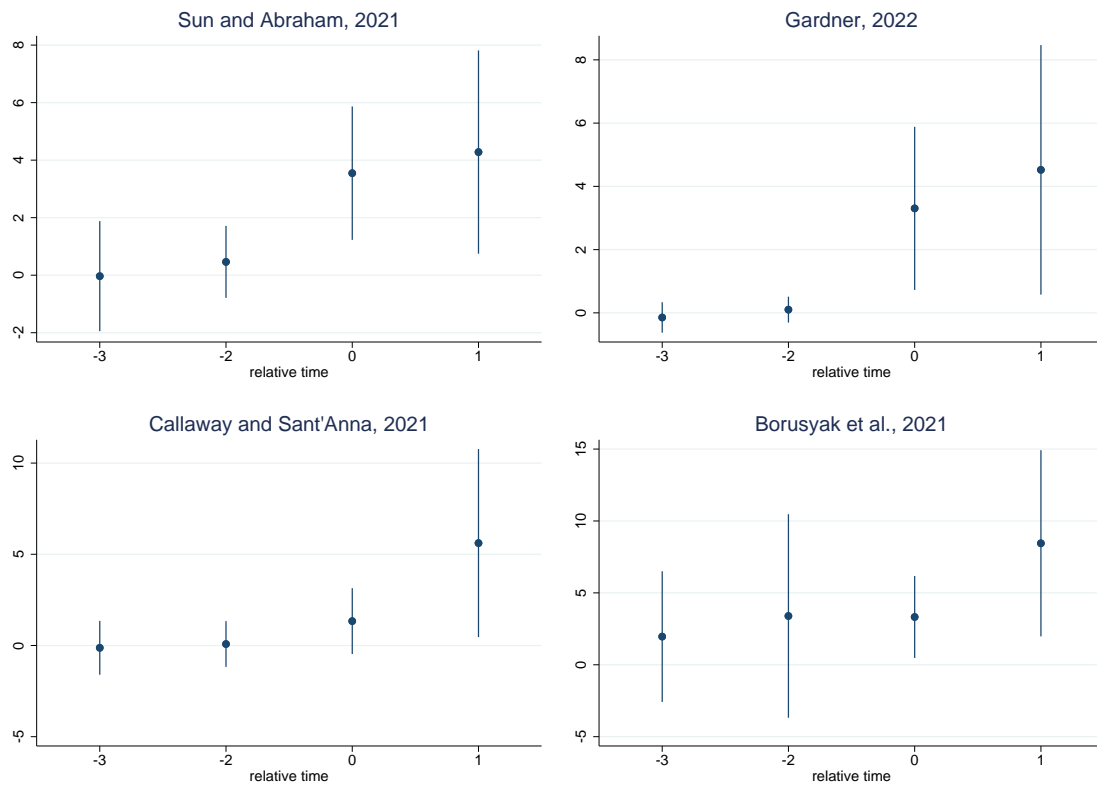 Sun and Abraham, 2021
8
6
4
2
0
-2
-3 -2 0 1
relative time
Gardner, 2022
8
6
4
2
0
-3 -2 0 1
relative time
Callaway and Sant'Anna, 2021
10
5
0
-5
-3 -2 0 1
relative time
Borusyak et al., 2021
15
10
5
0
-5
-3 -2 0 1
relative time